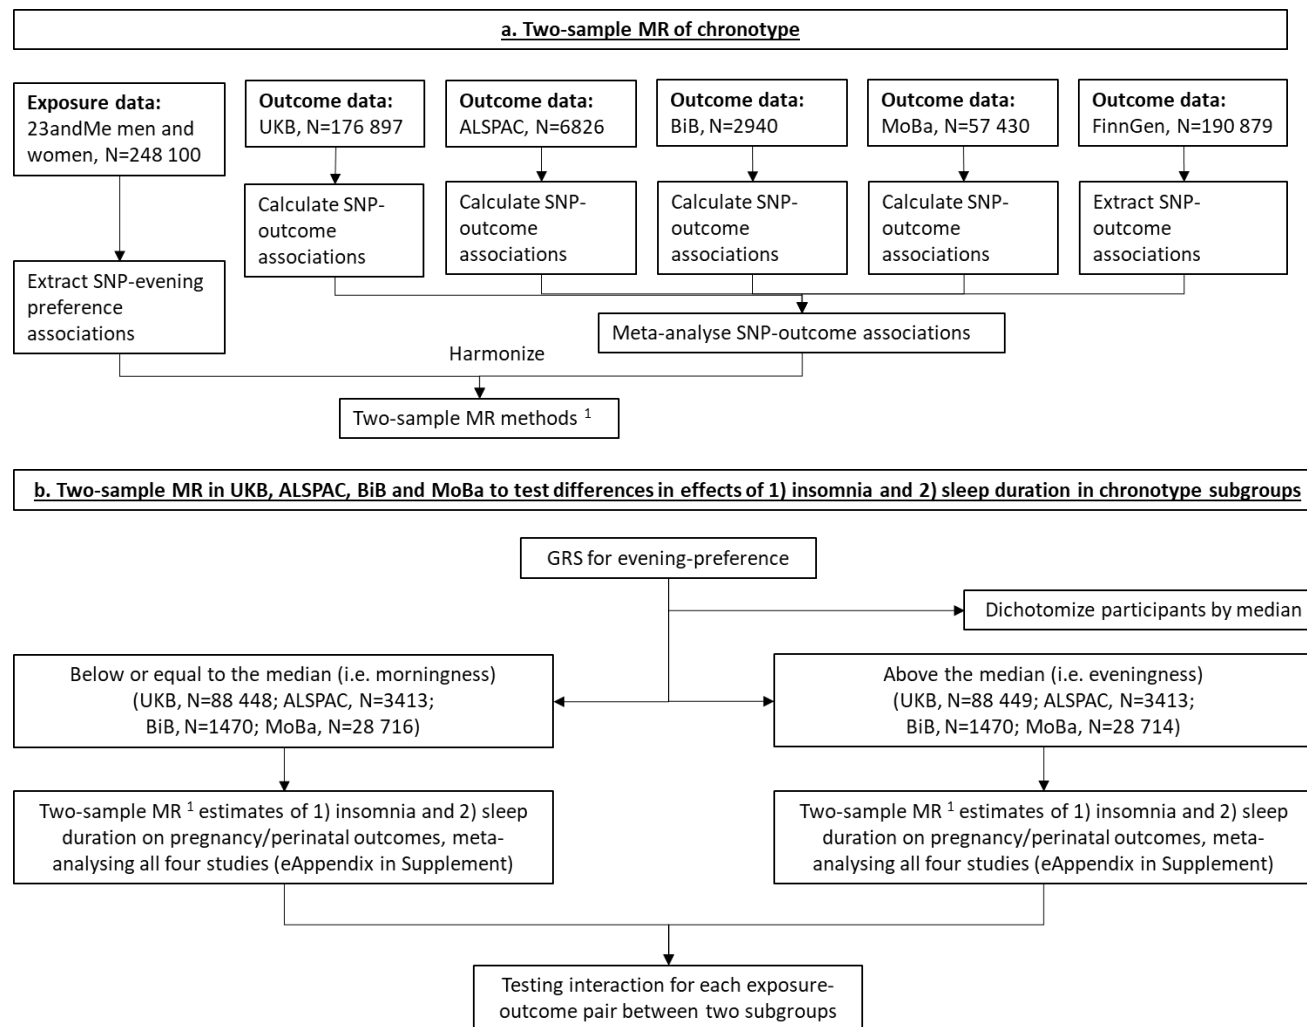 a. Two-sample MR of chronotype
Exposure data:
23andMe men and
women, N=248 100
Outcome data:
UKB, N=176 897
Outcome data:
ALSPAC, N=6826
Outcome data:
BiB, N=2940
Outcome data:
MoBa, N=57 430
Outcome data:
FinnGen, N=190 879
Calculate SNP-
outcome
associations
Calculate SNP-
outcome
associations
Calculate SNP-
outcome
associations
Calculate SNP-
outcome
associations
Extract SNP-
outcome
associations
Extract SNP-evening
preference
associations
Meta-analyse SNP-outcome associations
Harmonize
Two-sample MR methods 1
b. Two-sample MR in UKB, ALSPAC, BiB and MoBa to test differences in effects of 1) insomnia and 2) sleep duration in chronotype subgroups
GRS for evening-preference
Dichotomize participants by median
Below or equal to the median (i.e. morningness)
(UKB, N=88 448; ALSPAC, N=3413;
BiB, N=1470; MoBa, N=28 716)
Above the median (i.e. eveningness)
(UKB, N=88 449; ALSPAC, N=3413;
BiB, N=1470; MoBa, N=28 714)
Two-sample MR 1 estimates of 1) insomnia and 2) sleep
duration on pregnancy/perinatal outcomes, meta-
analysing all four studies (eAppendix in Supplement)
Two-sample MR 1 estimates of 1) insomnia and 2) sleep
duration on pregnancy/perinatal outcomes, meta-
analysing all four studies (eAppendix in Supplement)
Testing interaction for each exposure-
outcome pair between two subgroups